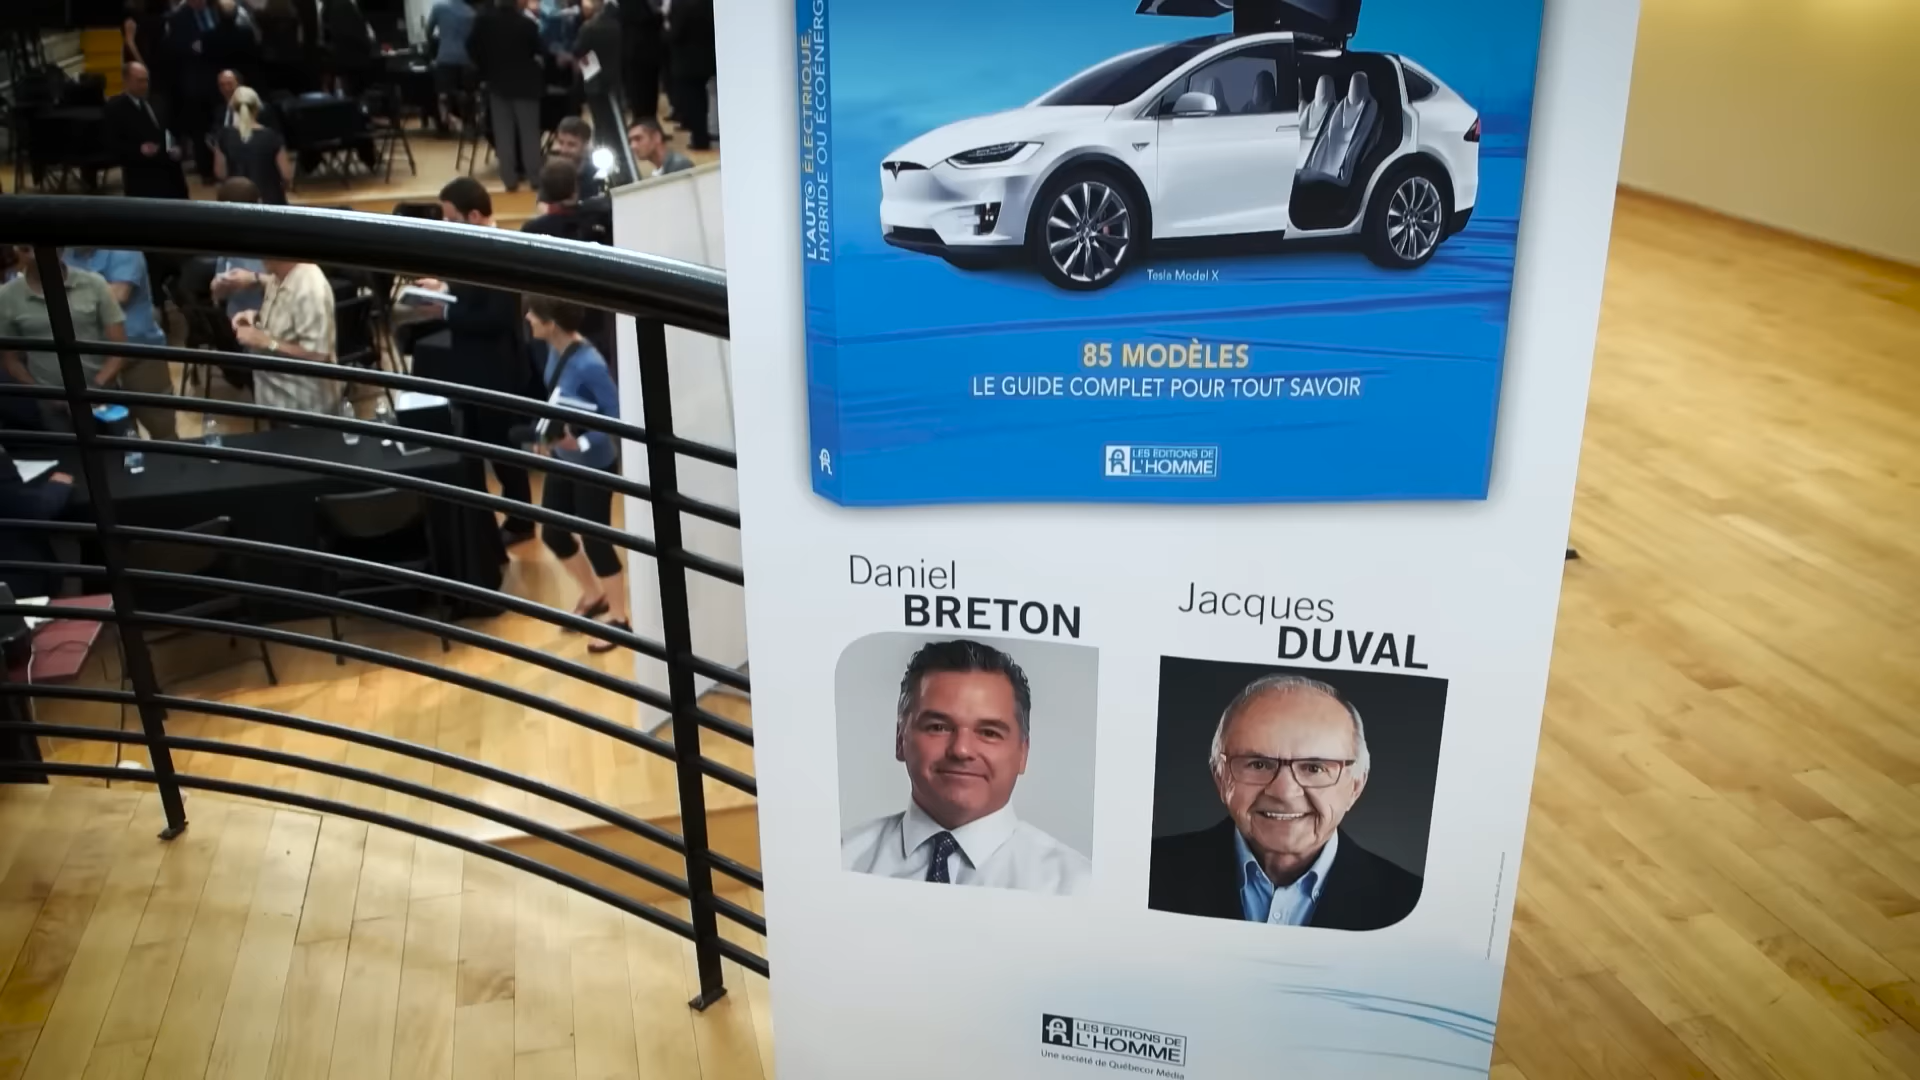 L'AUTO ÉLECTRIQUE,
HYBRIDE OU ÉCOÉNERG
Tesla Model X
85 MODÈLES
LE GUIDE COMPLET POUR TOUT SAVOIR
LES ÉDITIONS DE
L'HOMME
Daniel
BRETON
Jacques
DUVAL
LES ÉDITIONS DE
L'HOMME
Une société de Québecor Média